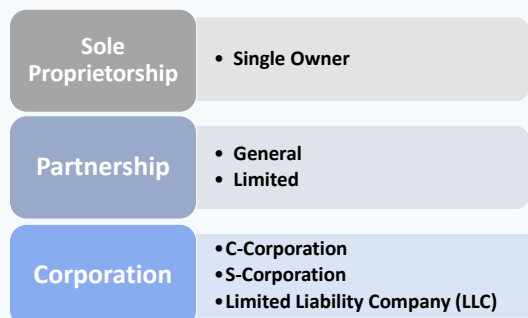 Sole
Proprietorship
• Single Owner
Partnership
• General
• Limited
Corporation
•C-Corporation
•S-Corporation
•Limited Liability Company (LLC)